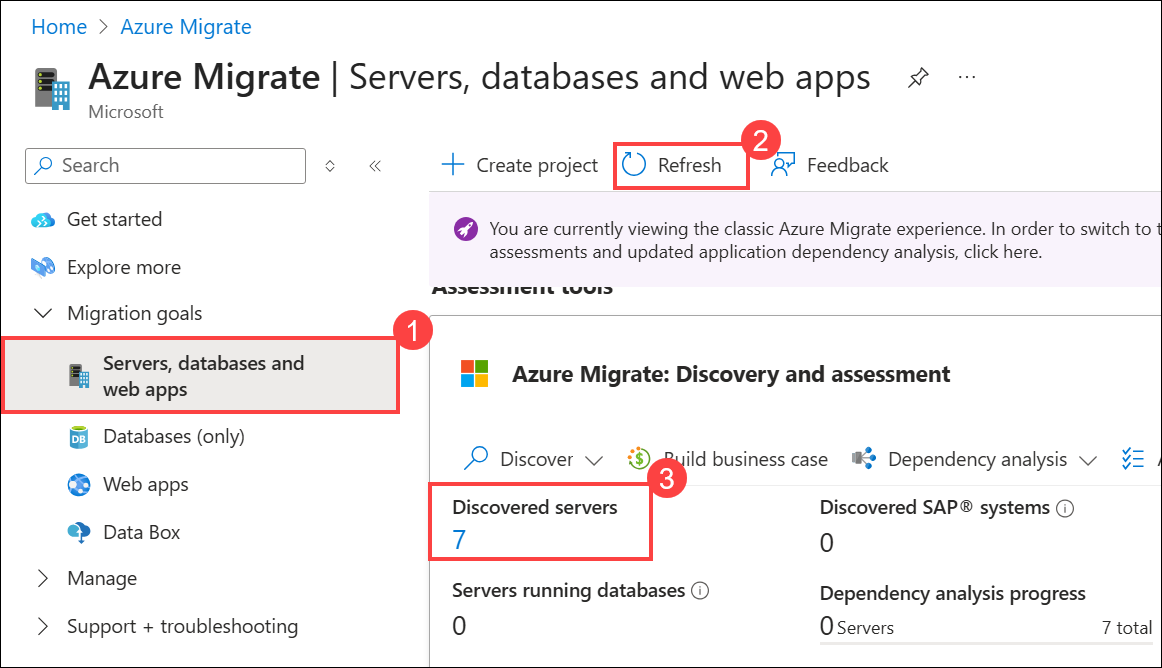 Home > Azure Migrate
Azure Migrate | Servers, databases and web apps
Microsoft
Search
Get started
Explore more
Migration goals
Servers, databases and
web apps
Databases (only)
Web apps
Data Box
Manage
Support + troubleshooting
1
Create project
Refresh
2
Feedback
You are currently viewing the classic Azure Migrate experience. In order to switch to
assessments and updated application dependency analysis, click here.
Assessment tools
Azure Migrate: Discovery and assessment
Discover
Build business case
Dependency analysis
3
Discovered servers
7
Discovered SAP® systems
0
Servers running databases
0
Dependency analysis progress
0 Servers
7 total